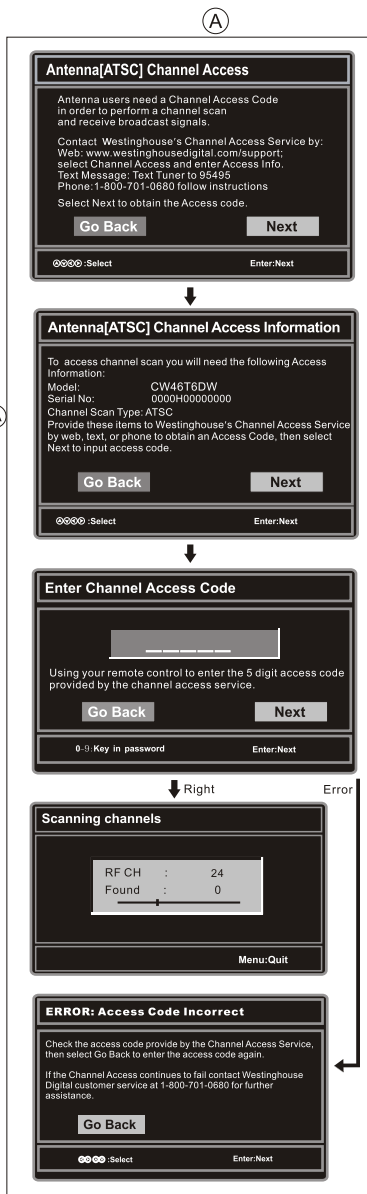 A
Antenna[ATSC] Channel Access
Antenna users need a Channel Access Code
in order to perform a channel scan
and receive broadcast signals.
Contact Westinghouse's Channel Access Service by:
Web: www.westinghousedigital.com/support;
select Channel Access and enter Access Info.
Text Message: Text Tuner to 95495
Phone:1-800-701-0680 follow instructions
Select Next to obtain the Access code.
Go Back Next
:Select Enter:Next
Antenna[ATSC] Channel Access Information
To access channel scan you will need the following Access
Information:
Model: CW46T6DW
Serial No: 0000H00000000
Channel Scan Type: ATSC
Provide these items to Westinghouse's Channel Access Service
by web, text, or phone to obtain an Access Code, then select
Next to input access code.
Go Back Next
:Select Enter:Next
Enter Channel Access Code
_ _ _ _ _
Using your remote control to enter the 5 digit access code
provided by the channel access service.
Go Back Next
0-9:Key in password Enter:Next
Right Error
Scanning channels
RF CH : 24
Found : 0
Menu:Quit
ERROR: Access Code Incorrect
Check the access code provide by the Channel Access Service,
then select Go Back to enter the access code again.
If the Channel Access continues to fail contact Westinghouse
Digital customer service at 1-800-701-0680 for further
assistance.
Go Back
:Select Enter:Next